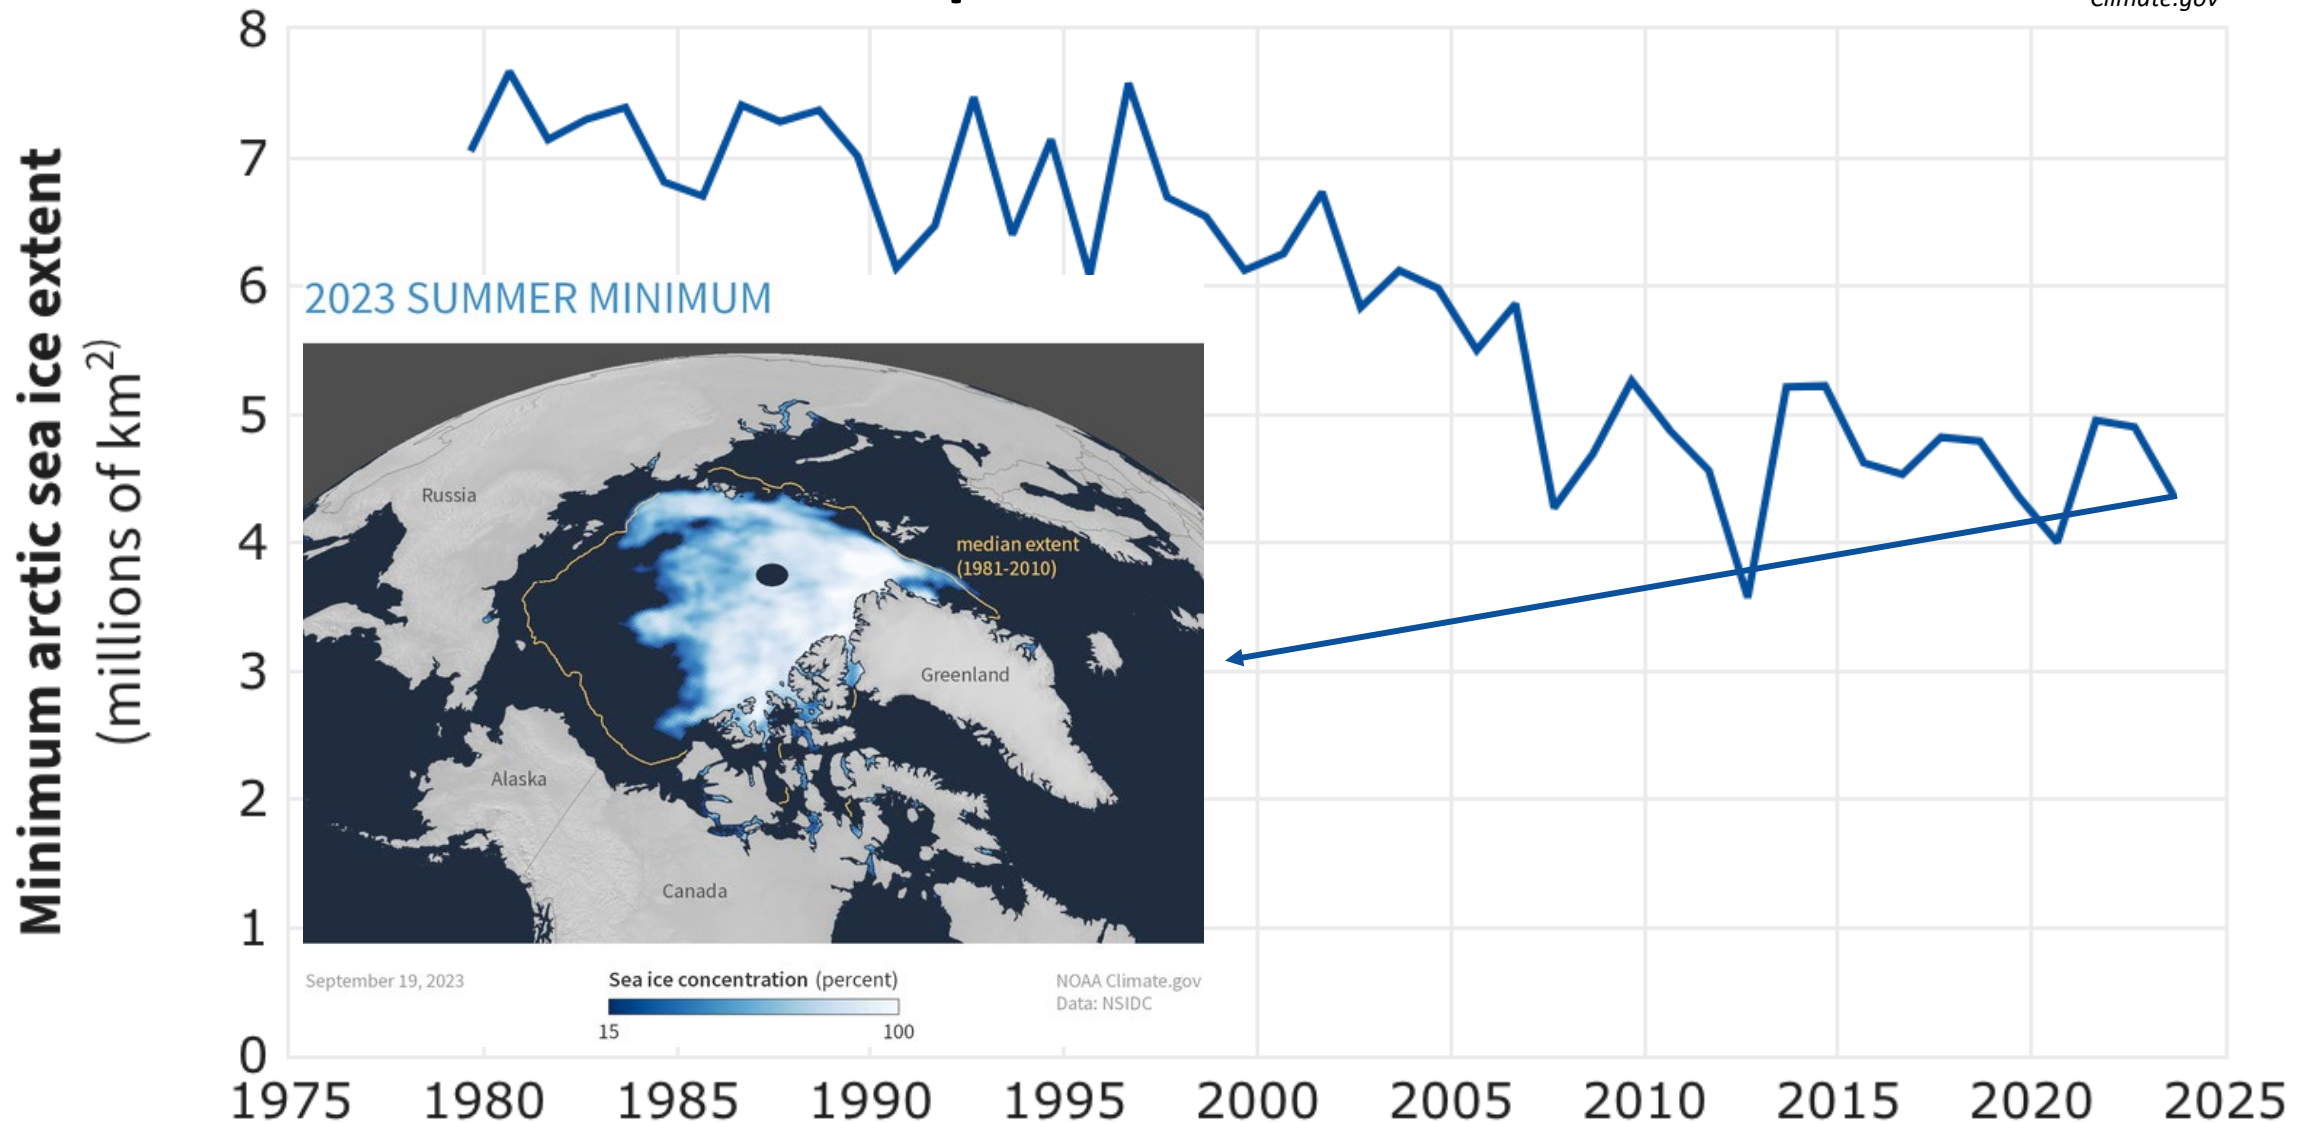 Climate.gov
Minimum arctic sea ice extent
(millions of km²)
8
7
6
5
4
3
2
1
0
2023 SUMMER MINIMUM
Russia
median extent
(1981-2010)
Greenland
Alaska
Canada
September 19, 2023
Sea ice concentration (percent)
15
100
NOAA Climate.gov
Data: NSIDC
1975 1980 1985 1990 1995 2000 2005 2010 2015 2020 2025